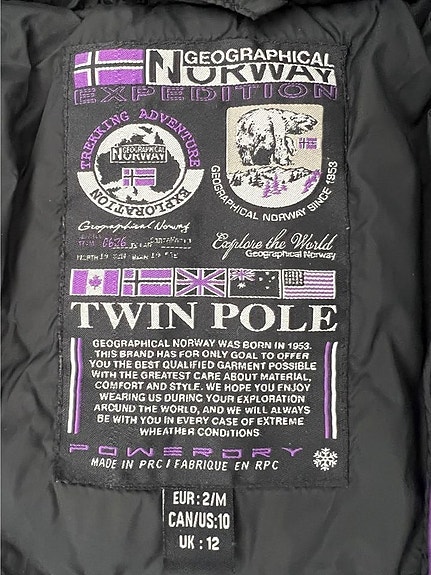 GEOGRAPHICAL
NORWAY
EXPEDITION
TREKKING ADVENTURE
GEOGRAPHICAL
NORWAY
EXPLORATION
GEOGRAPHICAL NORWAY SINCE 1953
Geographical Norway
6626
Explore the World
Geographical Norway
TWIN POLE
GEOGRAPHICAL NORWAY WAS BORN IN 1953.
THIS BRAND HAS FOR ONLY GOAL TO OFFER
YOU THE BEST QUALIFIED GARMENT POSSIBLE
WITH THE GREATEST CARE ABOUT MATERIAL,
COMFORT AND STYLE. WE HOPE YOU ENJOY
WEARING US DURING YOUR EXPLORATION
AROUND THE WORLD, AND WE WILL ALWAYS
BE WITH YOU IN EVERY CASE OF EXTREME
WHEATHER CONDITIONS
POWERDRY
MADE IN PRC / FABRIQUE EN RPC
EUR : 2/M
CAN/US:10
UK : 12